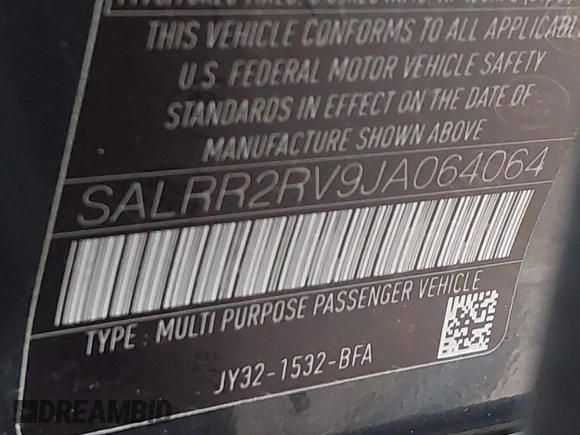 THIS VEHICLE CONFORMS TO ALL APPLICABLE
U.S. FEDERAL MOTOR VEHICLE SAFETY
STANDARDS IN EFFECT ON THE DATE OF
MANUFACTURE SHOWN ABOVE
SALRR2RV9JA064064
TYPE : MULTI PURPOSE PASSENGER VEHICLE
JY32-1532-BFA
DREAMBID